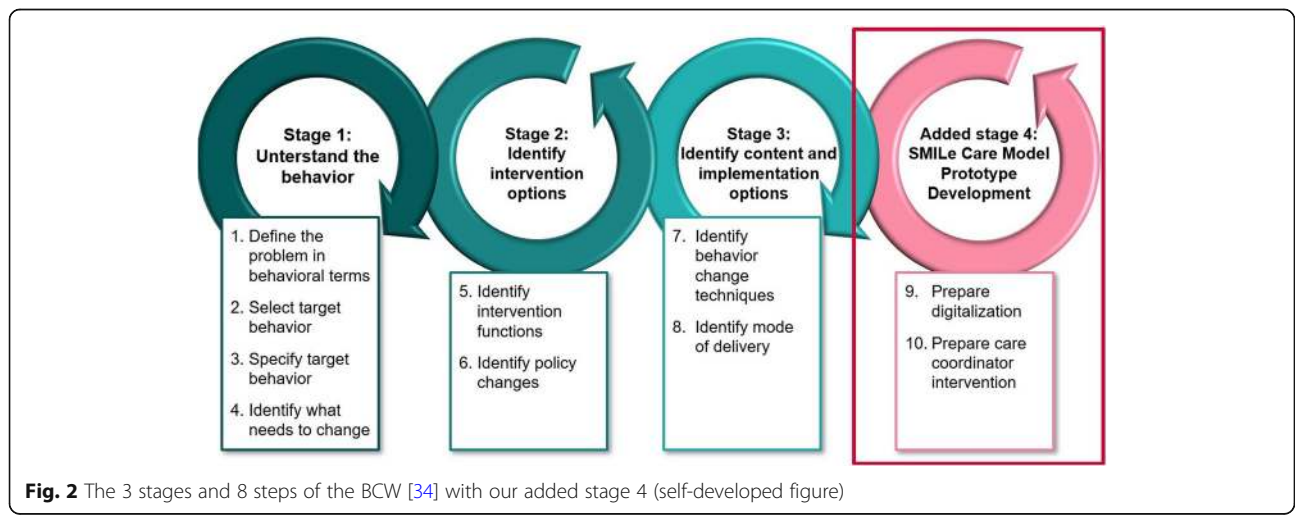 Stage 1:
Unterstand the
behavior
1. Define the
problem in
behavioral terms
2. Select target
behavior
3. Specify target
behavior
4. Identify what
needs to change
Stage 2:
Identify
intervention
options
5. Identify
intervention
functions
6. Identify policy
changes
Stage 3:
Identify content and
implementation
options
7. Identify
behavior
change
techniques
8. Identify mode
of delivery
Added stage 4:
SMILe Care Model
Prototype
Development
9. Prepare
digitalization
10. Prepare care
coordinator
intervention
Fig. 2 The 3 stages and 8 steps of the BCW [34] with our added stage 4 (self-developed figure)